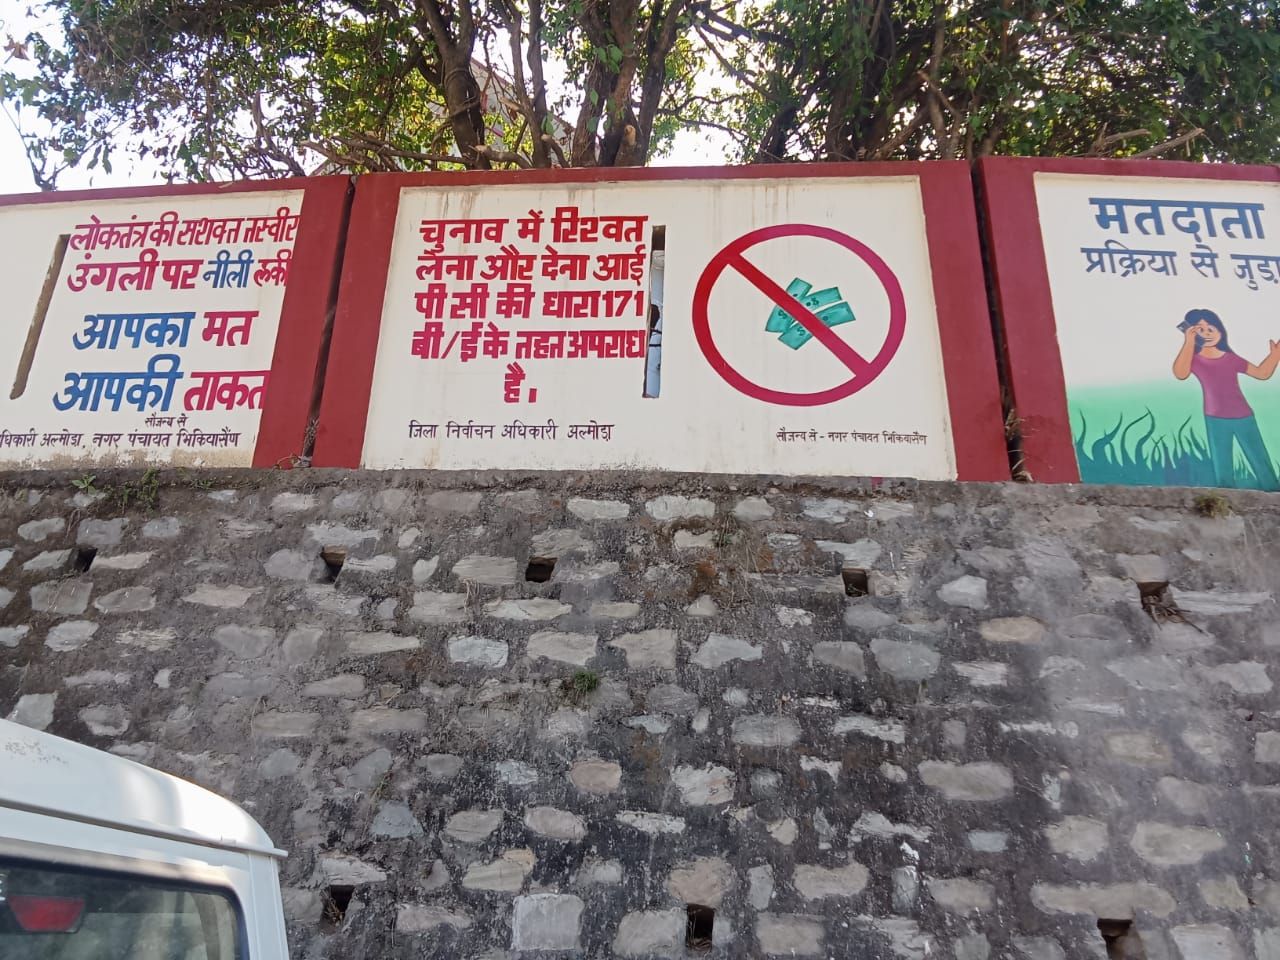 लोकतंत्र की सशक्त तस्वीर
उंगली पर नीली लकी
आपका मत
आपकी ताकत
सौजन्य से
धिकारी अल्मोड़ा, नगर पंचायत भिकियासैंण
चुनाव में रिश्वत
लेना और देना आई
पी सी की धारा 171
बी/ई के तहत अपराध
है।
जिला निर्वाचन अधिकारी अल्मोड़ा
सौजन्य से - नगर पंचायत भिकियासैंण
मतदाता
प्रक्रिया से जुड़ा